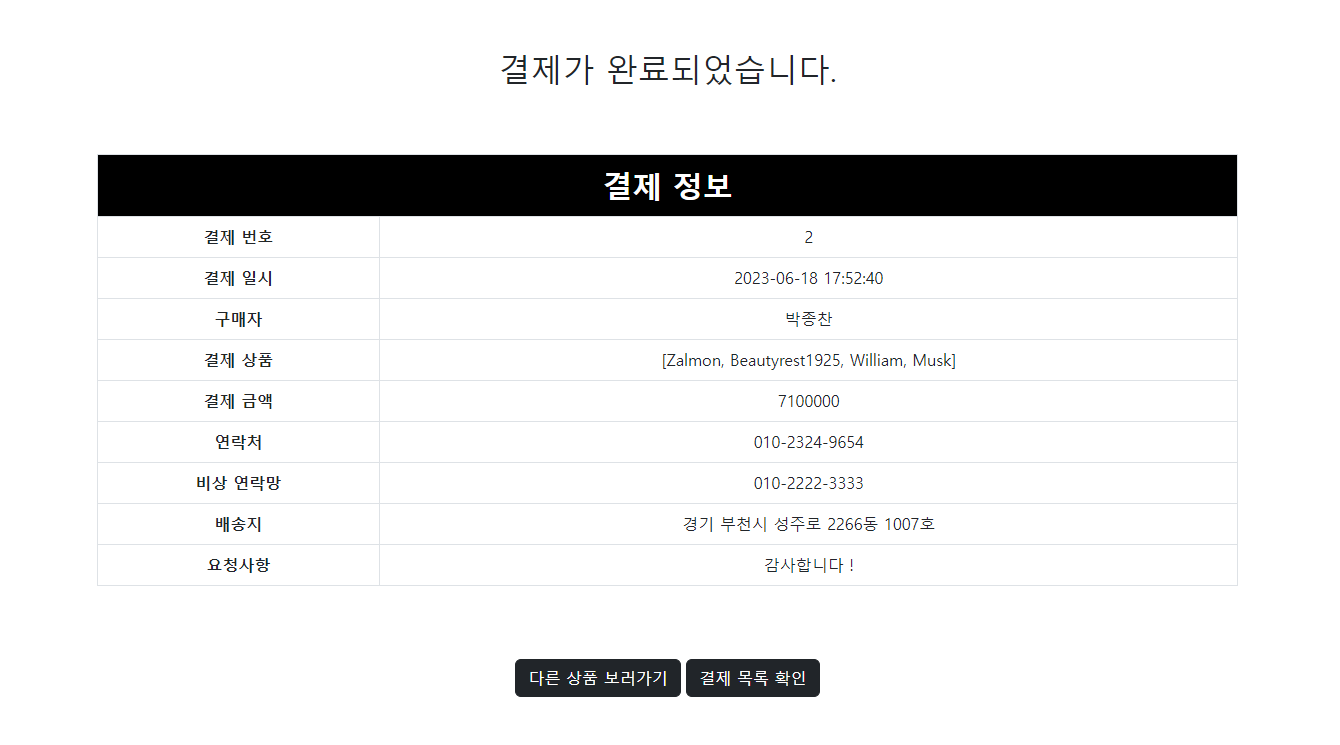 결제가 완료되었습니다.
결제 정보
결제 번호 2
결제 일시 2023-06-18 17:52:40
구매자 박종찬
결제 상품 [Zalmon, Beautyrest1925, William, Musk]
결제 금액 7100000
연락처 010-2324-9654
비상 연락망 010-2222-3333
배송지 경기 부천시 성주로 2266동 1007호
요청사항 감사합니다 !
다른 상품 보러가기 결제 목록 확인